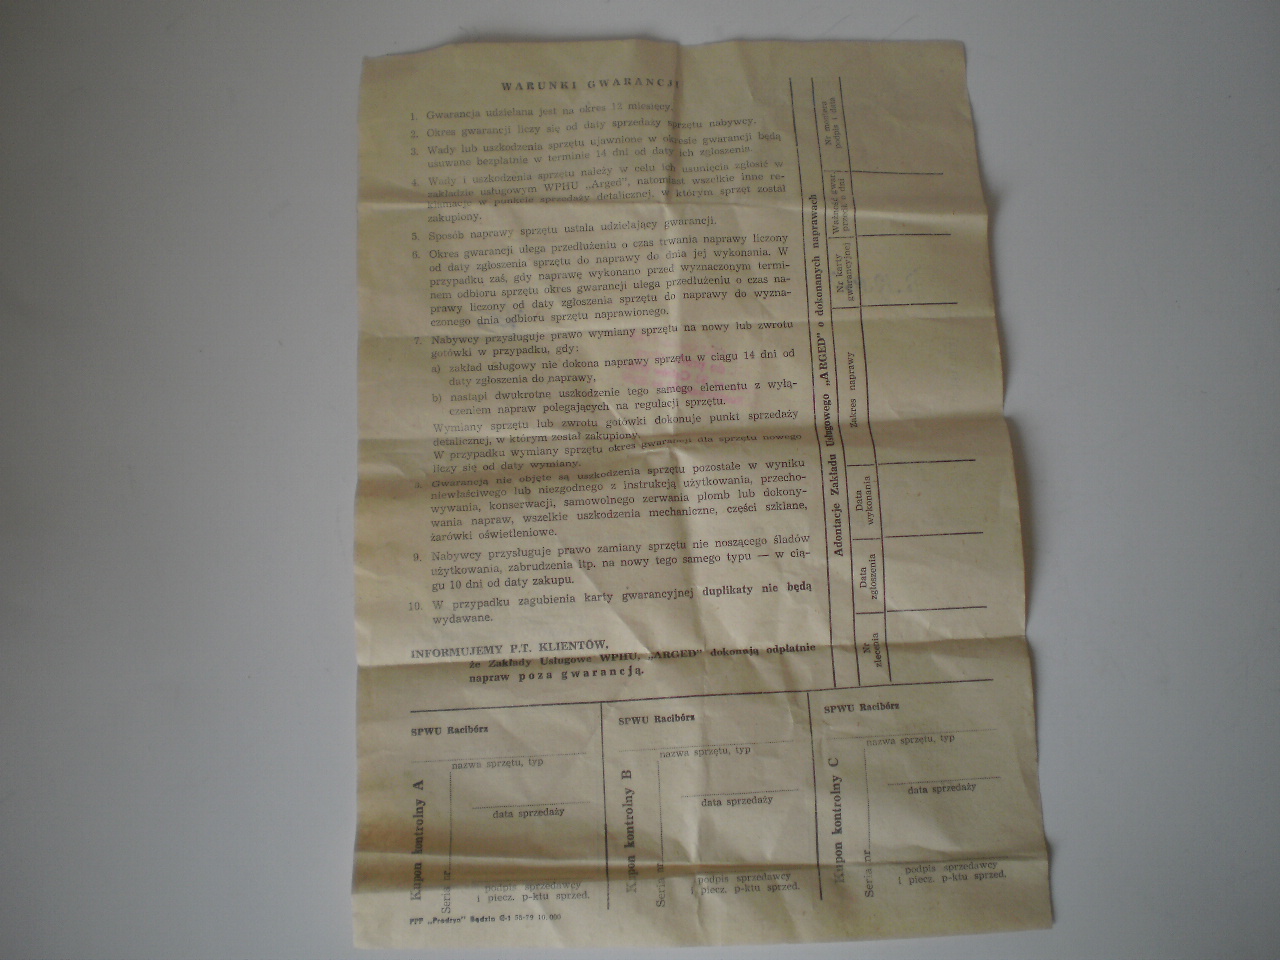 WARUNKI GWARANCJI
1. Gwarancja udzielana jest na okres 12 miesięcy.
2. Okres gwarancji liczy się od daty sprzedaży sprzętu nabywcy.
3. Wady lub uszkodzenia sprzętu ujawnione w okresie gwarancji będą
usuwane bezpłatnie w terminie 14 dni od daty ich zgłoszenia.
4. Wady i uszkodzenia sprzętu należy w celu ich usunięcia zgłosić w
zakładzie usługowym WPHU „Arged”, natomiast wszelkie inne re-
klamacje w punkcie sprzedaży detalicznej, w którym sprzęt został
zakupiony.
5. Sposób naprawy sprzętu ustala udzielający gwarancji.
6. Okres gwarancji ulega przedłużeniu o czas trwania naprawy liczony
od daty zgłoszenia sprzętu do naprawy do dnia jej wykonania. W
przypadku zaś, gdy naprawę wykonano przed wyznaczonym termi-
nem odbioru sprzętu okres gwarancji ulega przedłużeniu o czas na-
prawy liczony od daty zgłoszenia sprzętu do naprawy do wyzna-
czonego dnia odbioru sprzętu naprawionego.
7. Nabywcy przysługuje prawo wymiany sprzętu na nowy lub zwrotu
gotówki w przypadku, gdy:
a) zakład usługowy nie dokona naprawy sprzętu w ciągu 14 dni od
daty zgłoszenia do naprawy,
b) nastąpi dwukrotne uszkodzenie tego samego elementu z wyłą-
czeniem napraw polegających na regulacji sprzętu.
Wymiany sprzętu lub zwrotu gotówki dokonuje punkt sprzedaży
detalicznej, w którym został zakupiony.
W przypadku wymiany sprzętu okres gwarancji dla sprzętu nowego
liczy się od daty wymiany.
8. Gwarancją nie objęte są uszkodzenia sprzętu pozostałe w wyniku
niewłaściwego lub niezgodnego z instrukcją użytkowania, przecho-
wywania, konserwacji, samowolnego zerwania plomb lub dokony-
wania napraw, wszelkie uszkodzenia mechaniczne, części szklane,
żarówki oświetleniowe.
9. Nabywcy przysługuje prawo zamiany sprzętu nie noszącego śladów
użytkowania, zabrudzenia itp. na nowy tego samego typu — w cią-
gu 10 dni od daty zakupu.
10. W przypadku zagubienia karty gwarancyjnej duplikaty nie będą
wydawane.
INFORMUJEMY P.T. KLIENTÓW,
że Zakłady Usługowe WPHU, „ARGED” dokonują odpłatnie
napraw poza gwarancją.
Adontacje Zakładu Usługowego „ARGED” o dokonanych naprawach
Nr zlecenia
Data zgłoszenia
Data wykonania
Zakres naprawy
Nr karty gwarancyjnej
Ważność gwar.
podpis i data
SPWU Racibórz
nazwa sprzętu, typ
data sprzedaży
Kupon kontrolny A
Seria nr
podpis sprzedawcy
i piecz. p-ktu sprzed.
SPWU Racibórz
nazwa sprzętu, typ
data sprzedaży
Kupon kontrolny B
Seria nr
podpis sprzedawcy
i piecz. p-ktu sprzed.
SPWU Racibórz
nazwa sprzętu, typ
data sprzedaży
Kupon kontrolny C
Seria nr
podpis sprzedawcy
i piecz. p-ktu sprzed.